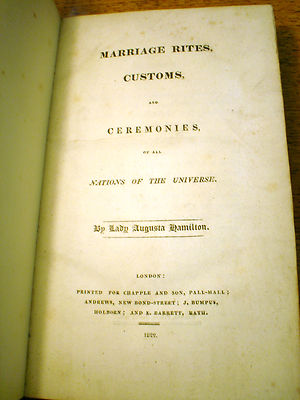 MARRIAGE RITES,
CUSTOMS,
AND
CEREMONIES,
OF ALL
NATIONS OF THE UNIVERSE.
By Lady Augusta Hamilton.
LONDON:
PRINTED FOR CHAPPLE AND SON, PALL-MALL;
ANDREWS, NEW BOND-STREET; J. BUMPUS,
HOLBORN; AND E. BARRETT, BATH.
1822.